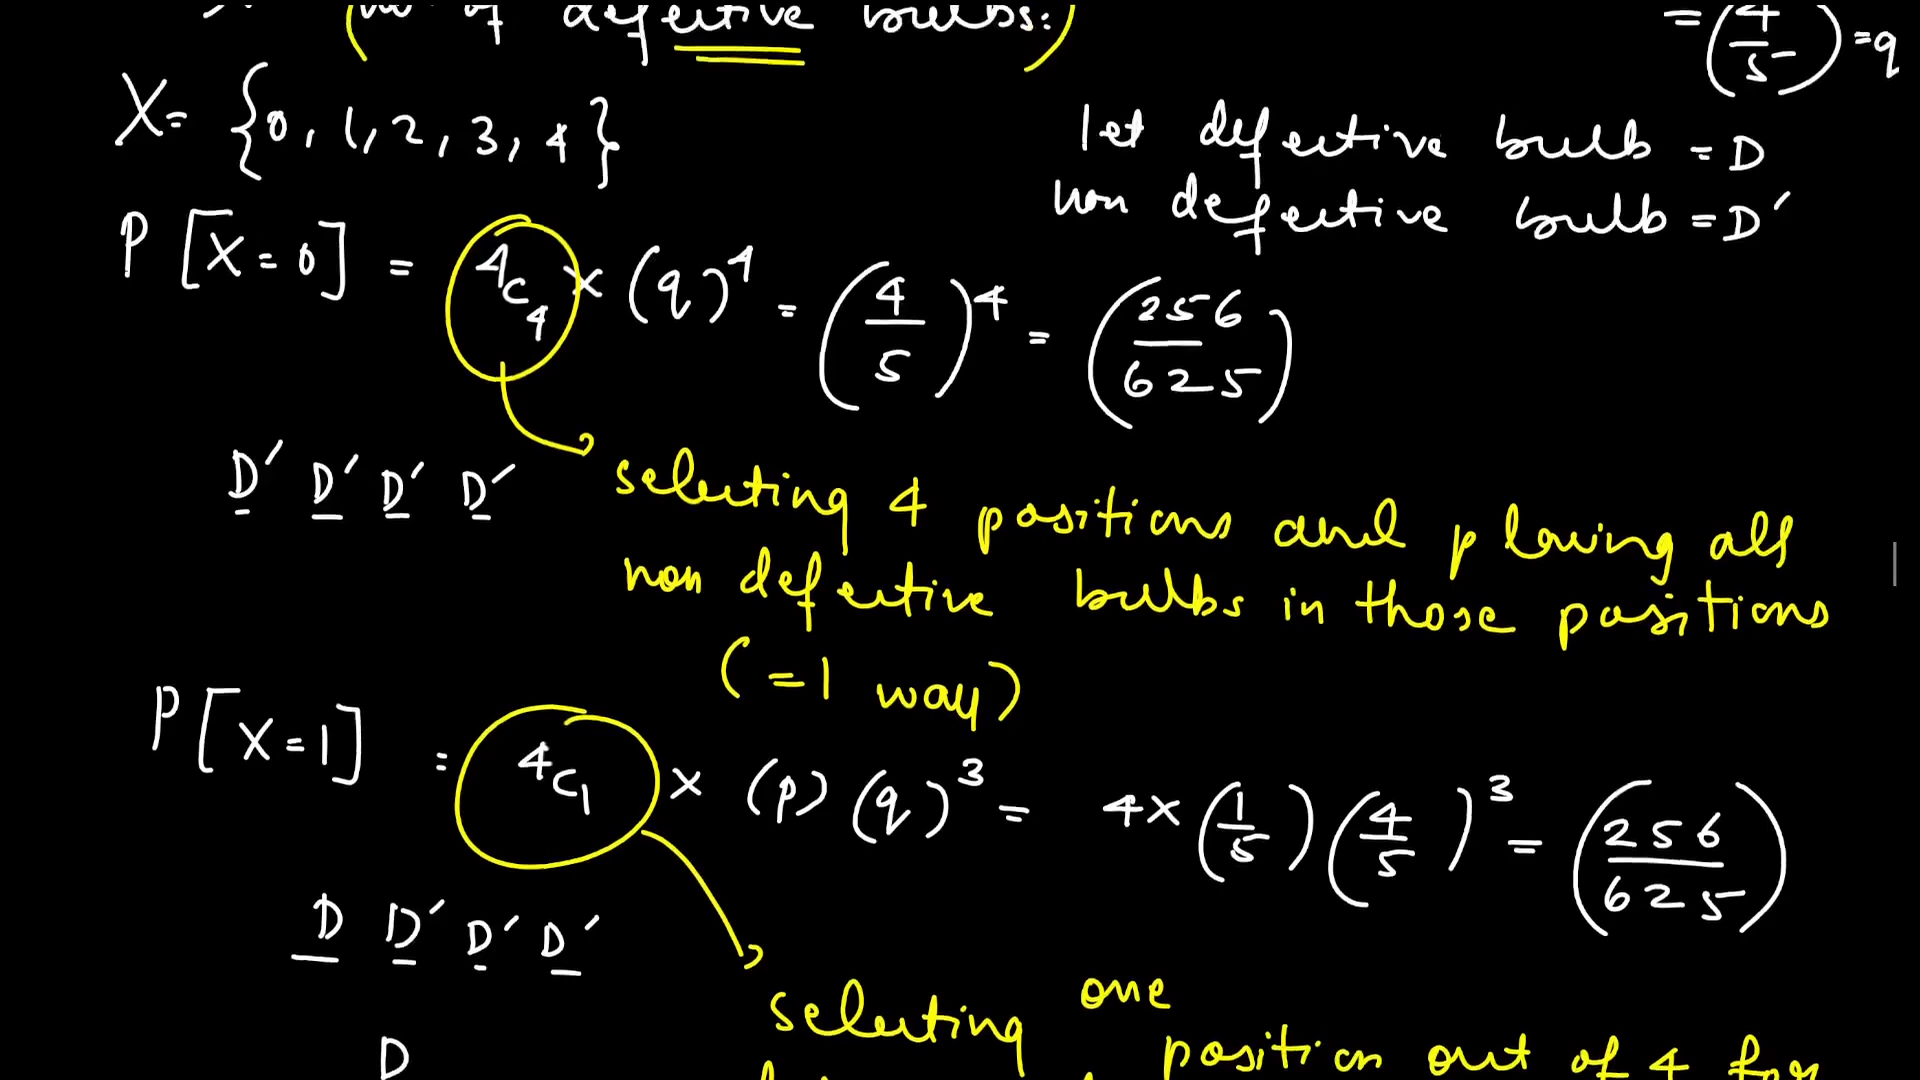 (no of defective bulbs:)
= (4/5) = q
X = {0, 1, 2, 3, 4}
let defective bulb = D
non defective bulb = D′
P[X=0] = ⁴C₄ × (q)⁴ = (4/5)⁴ = (256/625)
D′ D′ D′ D′
selecting 4 positions and placing all
non defective bulbs in those positions
(=1 way)
P[X=1] = ⁴C₁ × (p)(q)³ = 4×(1/5)(4/5)³ = (256/625)
D D′ D′ D′
selecting one
position out of 4 for
D